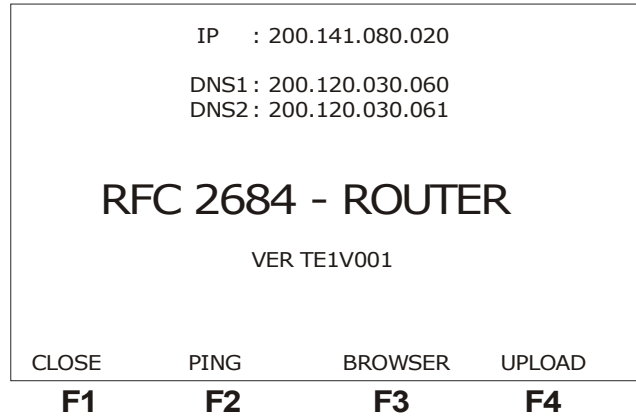 IP : 200.141.080.020
DNS1 : 200.120.030.060
DNS2 : 200.120.030.061
RFC 2684 - ROUTER
VER TE1V001
CLOSE PING BROWSER UPLOAD
F1 F2 F3 F4